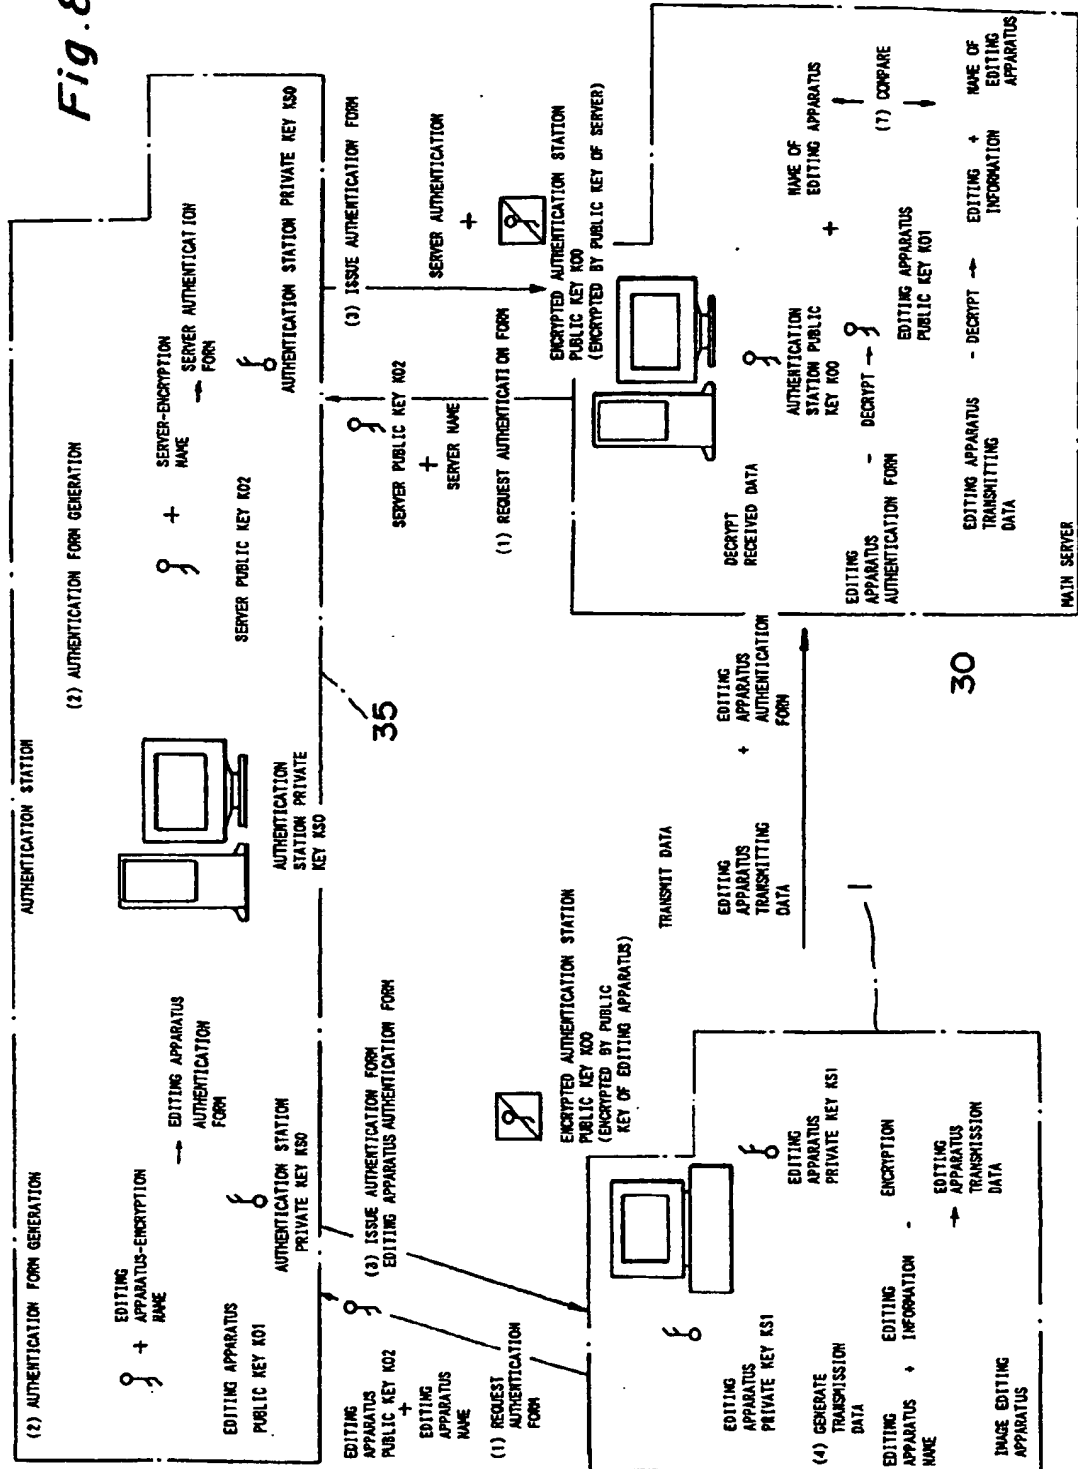 Fig.8
AUTHENTICATION STATION
(2) AUTHENTICATION FORM GENERATION
EDITING
APPARATUS-ENCRYPTION
NAME
+
→ EDITING APPARATUS
AUTHENTICATION
FORM
EDITING APPARATUS
PUBLIC KEY KO1
AUTHENTICATION STATION
PRIVATE KEY KSO
AUTHENTICATION
STATION PRIVATE
KEY KSO
(2) AUTHENTICATION FORM GENERATION
+
SERVER-ENCRYPTION
NAME
→ SERVER AUTHENTICATION
FORM
SERVER PUBLIC KEY KO2
AUTHENTICATION STATION PRIVATE KEY KSO
35
EDITING
APPARATUS
PUBLIC KEY KO2
+
EDITING
APPARATUS
NAME
(1) REQUEST
AUTHENTICATION
FORM
(3) ISSUE AUTHENTICATION FORM
EDITING APPARATUS AUTHENTICATION FORM
ENCRYPTED AUTHENTICATION STATION
PUBLIC KEY KOO
(ENCRYPTED BY PUBLIC
KEY OF EDITING APPARATUS)
SERVER PUBLIC KEY KO2
+
SERVER NAME
(1) REQUEST AUTHENTICATION FORM
(3) ISSUE AUTHENTICATION FORM
SERVER AUTHENTICATION
+
ENCRYPTED AUTHENTICATION STATION
PUBLIC KEY KOO
(ENCRYPTED BY PUBLIC KEY OF SERVER)
EDITING
APPARATUS
PRIVATE KEY KS1
EDITING
APPARATUS
PRIVATE KEY KS1
(4) GENERATE
TRANSMISSION
DATA
EDITING
APPARATUS
NAME
+
EDITING
INFORMATION
-
ENCRYPTION
→ EDITING
APPARATUS
TRANSMISSION
DATA
IMAGE EDITING
APPARATUS
1
TRANSMIT DATA
EDITING
APPARATUS
TRANSMITTING
DATA
+
EDITING
APPARATUS
AUTHENTICATION
FORM
30
DECRYPT
RECEIVED DATA
AUTHENTICATION
STATION PUBLIC
KEY KOO
EDITING
APPARATUS
AUTHENTICATION FORM
- DECRYPT →
EDITING APPARATUS
PUBLIC KEY KO1
+
NAME OF
EDITING APPARATUS
(7) COMPARE
EDITING APPARATUS
TRANSMITTING
DATA
- DECRYPT →
EDITING
INFORMATION
+
NAME OF
EDITING
APPARATUS
MAIN SERVER